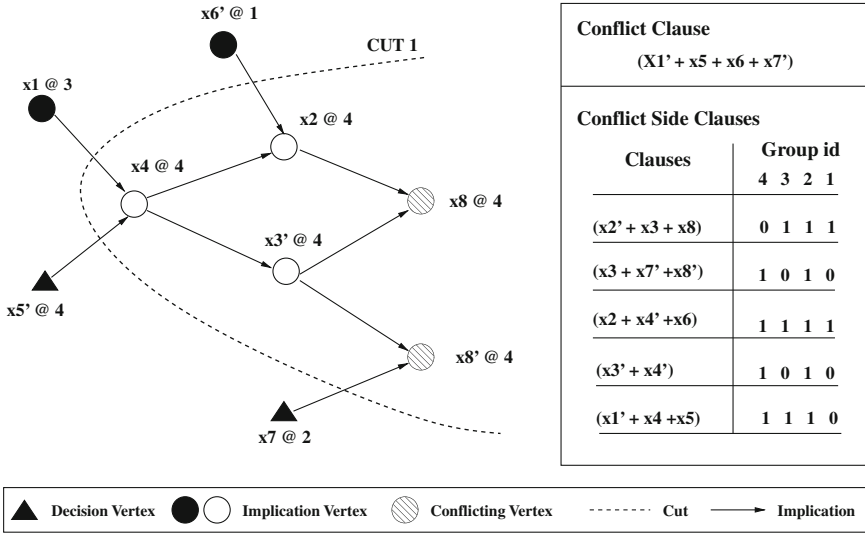 x6’ @ 1
CUT 1
x1 @ 3
x2 @ 4
x4 @ 4
x8 @ 4
x3’ @ 4
x5’ @ 4
x8’ @ 4
x7 @ 2
Conflict Clause
(X1’ + x5 + x6 + x7’)
Conflict Side Clauses
Clauses Group id
4 3 2 1
(x2’ + x3 + x8) 0 1 1 1
(x3 + x7’ +x8’) 1 0 1 0
(x2 + x4’ +x6) 1 1 1 1
(x3’ + x4’) 1 0 1 0
(x1’ + x4 +x5) 1 1 1 0
Decision Vertex Implication Vertex Conflicting Vertex Cut Implication